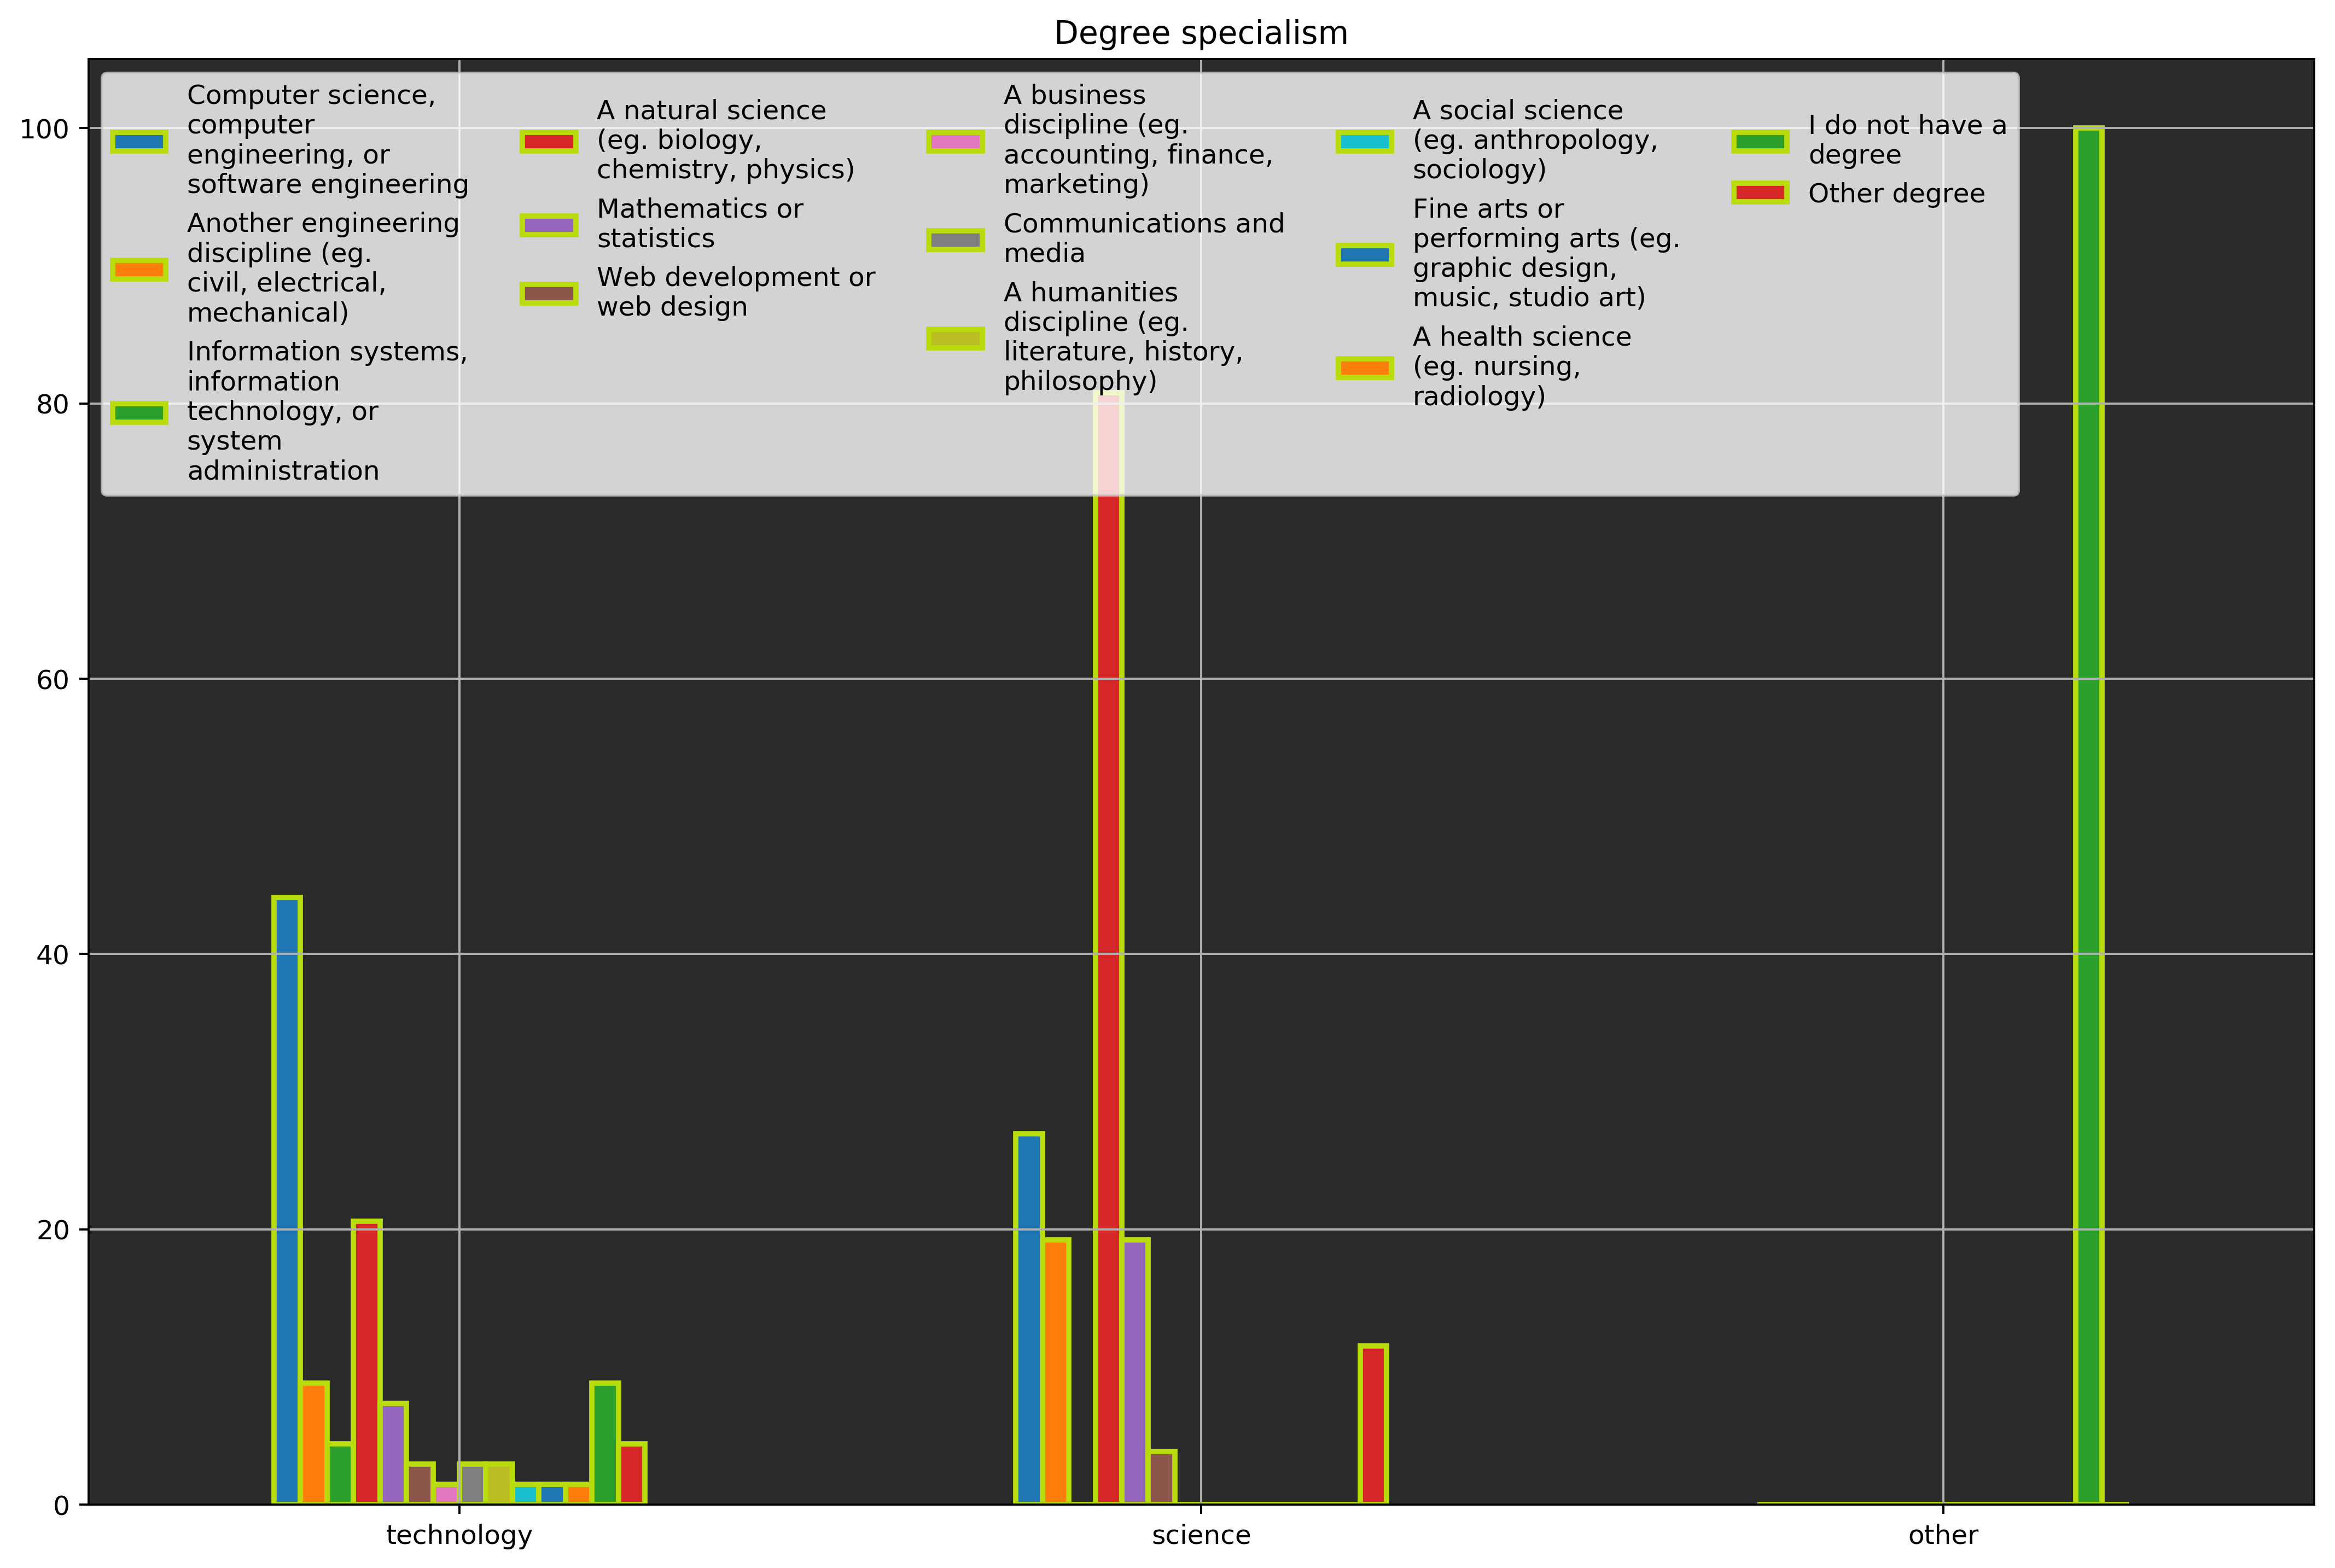 Degree specialism
Computer science,
computer
engineering, or
software engineering
Another engineering
discipline (eg.
civil, electrical,
mechanical)
Information systems,
information
technology, or
system
administration
A natural science
(eg. biology,
chemistry, physics)
Mathematics or
statistics
Web development or
web design
A business
discipline (eg.
accounting, finance,
marketing)
Communications and
media
A humanities
discipline (eg.
literature, history,
philosophy)
A social science
(eg. anthropology,
sociology)
Fine arts or
performing arts (eg.
graphic design,
music, studio art)
A health science
(eg. nursing,
radiology)
I do not have a
degree
Other degree
100
80
60
40
20
0
technology
science
other